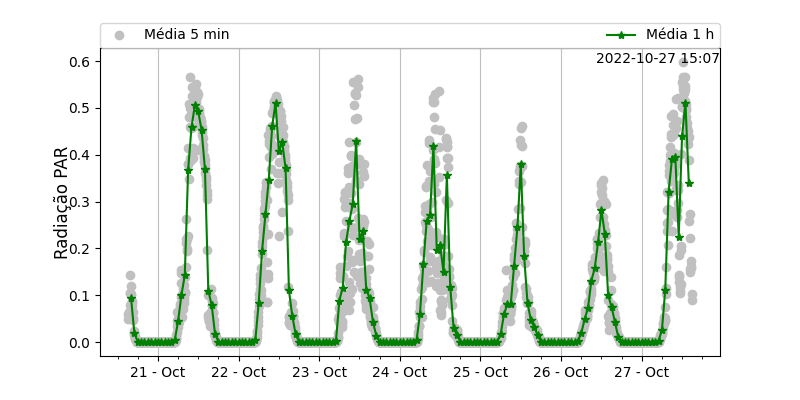 Média 5 min
Média 1 h
2022-10-27 15:07
0.6
0.5
0.4
0.3
0.2
0.1
0.0
Radiação PAR
21 - Oct
22 - Oct
23 - Oct
24 - Oct
25 - Oct
26 - Oct
27 - Oct